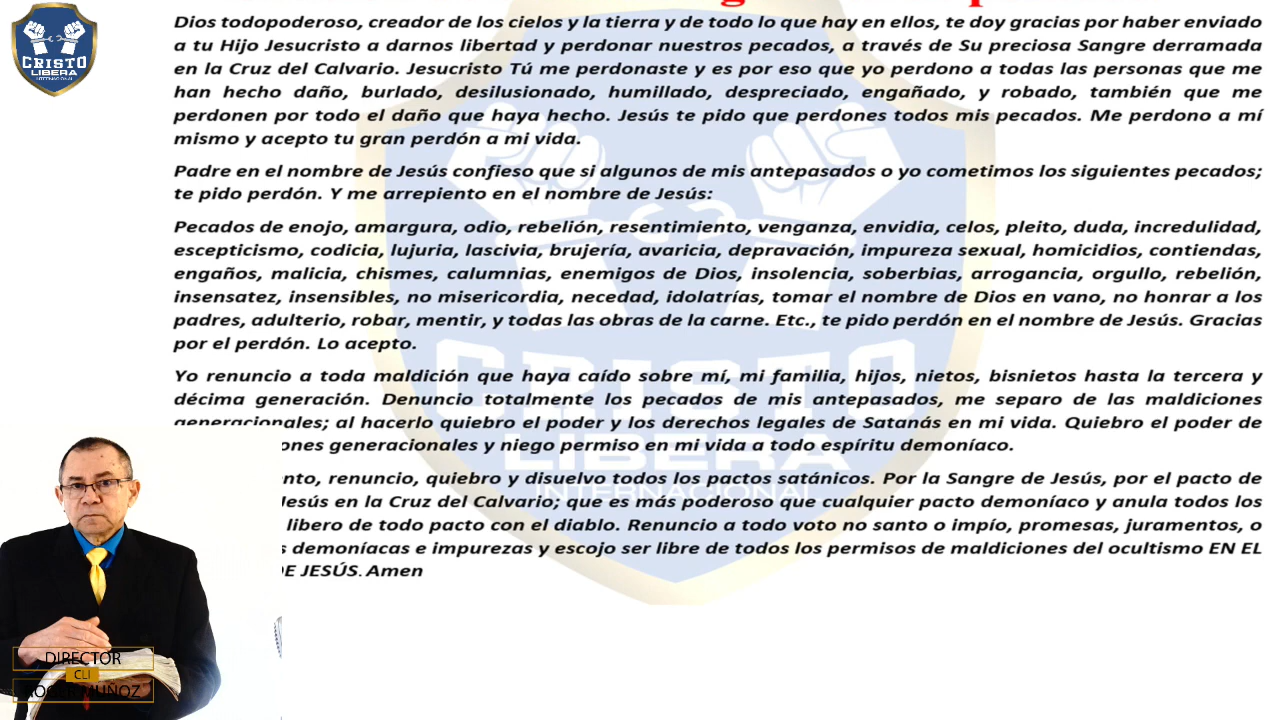 Dios todopoderoso, creador de los cielos y la tierra y de todo lo que hay en ellos, te doy gracias por haber enviado
a tu Hijo Jesucristo a darnos libertad y perdonar nuestros pecados, a través de Su preciosa Sangre derramada
en la Cruz del Calvario. Jesucristo Tú me perdonaste y es por eso que yo perdono a todas las personas que me
han hecho daño, burlado, desilusionado, humillado, despreciado, engañado, y robado, también que me
perdonen por todo el daño que haya hecho. Jesús te pido que perdones todos mis pecados. Me perdono a mí
mismo y acepto tu gran perdón a mi vida.
Padre en el nombre de Jesús confieso que si algunos de mis antepasados o yo cometimos los siguientes pecados;
te pido perdón. Y me arrepiento en el nombre de Jesús:
Pecados de enojo, amargura, odio, rebelión, resentimiento, venganza, envidia, celos, pleito, duda, incredulidad,
escepticismo, codicia, lujuria, lascivia, brujería, avaricia, depravación, impureza sexual, homicidios, contiendas,
engaños, malicia, chismes, calumnias, enemigos de Dios, insolencia, soberbias, arrogancia, orgullo, rebelión,
insensatez, insensibles, no misericordia, necedad, idolatrías, tomar el nombre de Dios en vano, no honrar a los
padres, adulterio, robar, mentir, y todas las obras de la carne. Etc., te pido perdón en el nombre de Jesús. Gracias
por el perdón. Lo acepto.
Yo renuncio a toda maldición que haya caído sobre mí, mi familia, hijos, nietos, bisnietos hasta la tercera y
décima generación. Denuncio totalmente los pecados de mis antepasados, me separo de las maldiciones
generacionales; al hacerlo quiebro el poder y los derechos legales de Satanás en mi vida. Quiebro el poder de
ones generacionales y niego permiso en mi vida a todo espíritu demoníaco.
nto, renuncio, quiebro y disuelvo todos los pactos satánicos. Por la Sangre de Jesús, por el pacto de
Jesús en la Cruz del Calvario; que es más poderoso que cualquier pacto demoníaco y anula todos los
libero de todo pacto con el diablo. Renuncio a todo voto no santo o impío, promesas, juramentos, o
s demoníacas e impurezas y escojo ser libre de todos los permisos de maldiciones del ocultismo EN EL
DE JESÚS. Amen
CRISTO
LIBERA
INTERNACIONAL
CRISTO
LIBERA
INTERNACIONAL
DIRECTOR
CLI
ROGER MUÑOZ